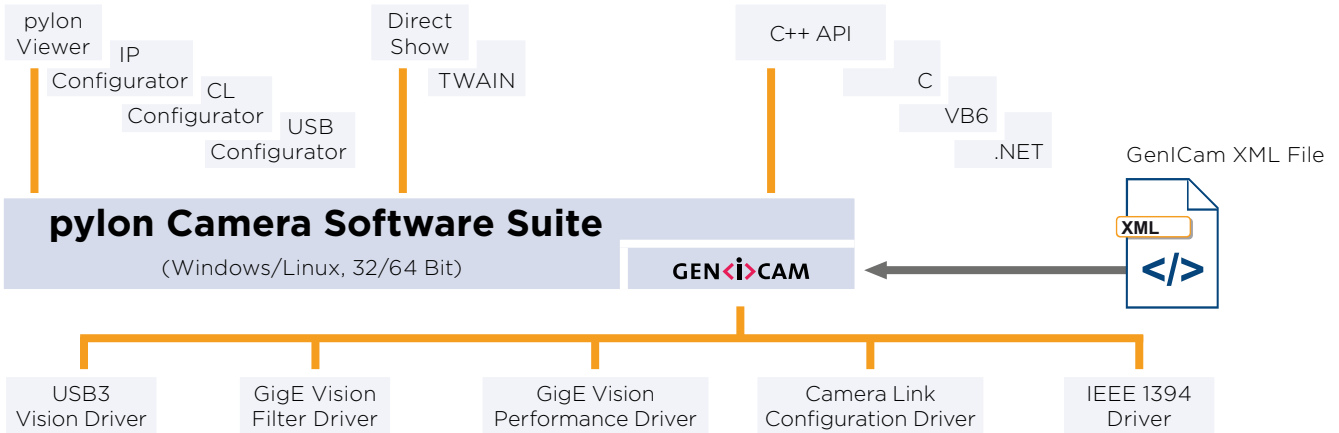 pylon
Viewer
IP
Configurator
CL
Configurator
USB
Configurator
Direct
Show
TWAIN
C++ API
C
VB6
.NET
GenICam XML File
XML
</>
pylon Camera Software Suite
(Windows/Linux, 32/64 Bit)
GEN<i>CAM
USB3
Vision Driver
GigE Vision
Filter Driver
GigE Vision
Performance Driver
Camera Link
Configuration Driver
IEEE 1394
Driver